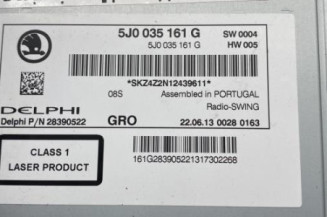 5J0 035 161 G SW 0004
5J0 035 161 G HW 005
*SKZ4Z2N12439611*
08S Assembled in PORTUGAL
Radio-SWING
DELPHI
Delphi P/N 28390522 GRO 22.06.13 0028 0163
CLASS 1
LASER PRODUCT
161G283905221317302268